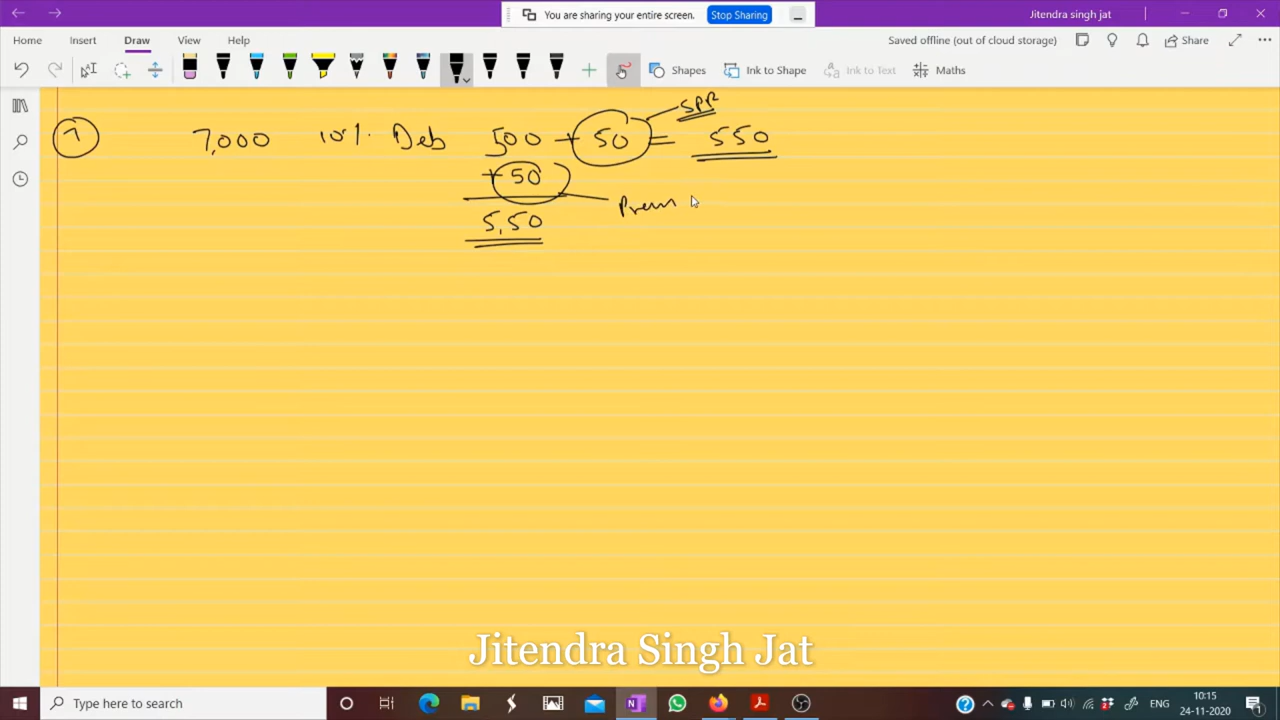 You are sharing your entire screen. Stop Sharing
Jitendra singh jat
Home Insert Draw View Help
Saved offline (out of cloud storage) Share
Shapes Ink to Shape Ink to Text Maths
SPR
7 7,000 10% Deb 500 + 50 = 550
+ 50
Prem
5,50
Jitendra Singh Jat
Type here to search
ENG
10:15
24-11-2020